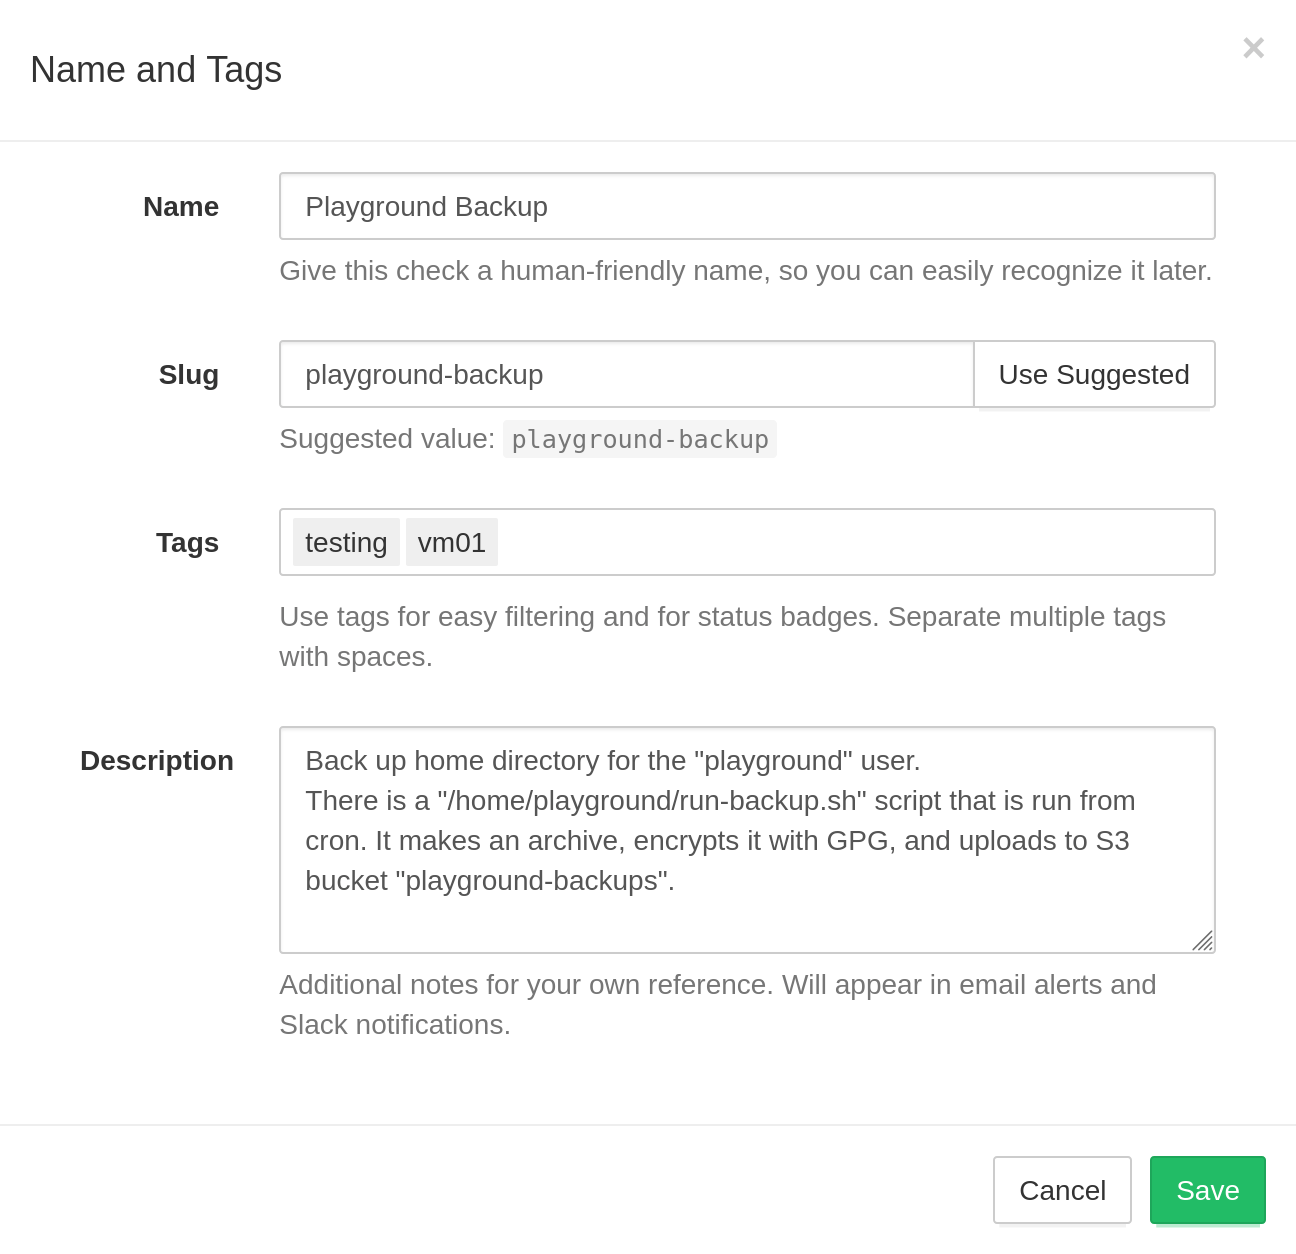 Name and Tags
×
Name
Playground Backup
Give this check a human-friendly name, so you can easily recognize it later.
Slug
playground-backup
Use Suggested
Suggested value: playground-backup
Tags
testing vm01
Use tags for easy filtering and for status badges. Separate multiple tags
with spaces.
Description
Back up home directory for the "playground" user.
There is a "/home/playground/run-backup.sh" script that is run from
cron. It makes an archive, encrypts it with GPG, and uploads to S3
bucket "playground-backups".
Additional notes for your own reference. Will appear in email alerts and
Slack notifications.
Cancel
Save